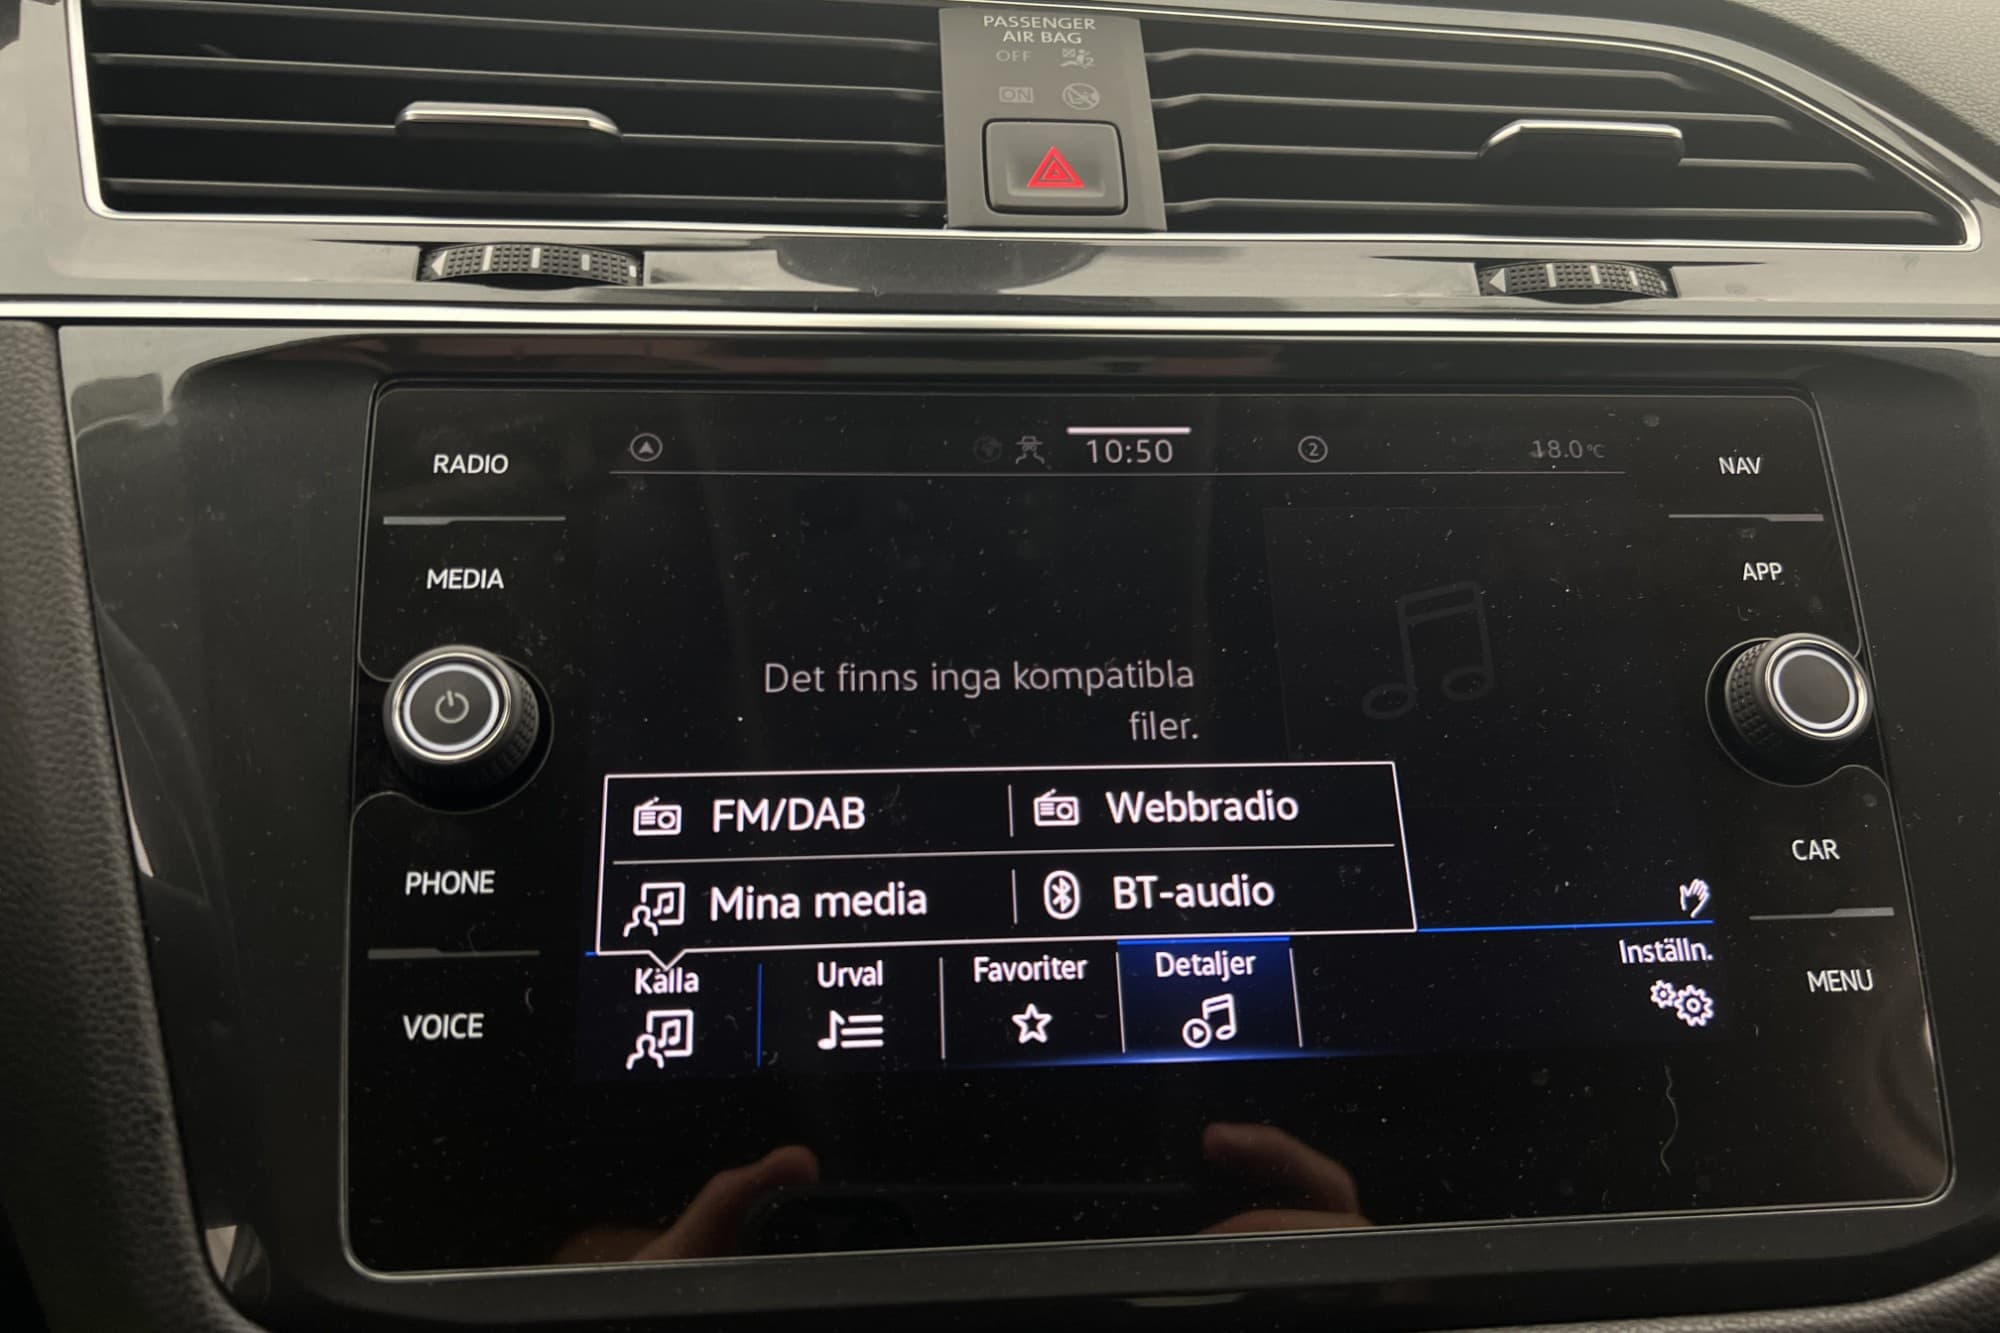 PASSENGER
AIR BAG
OFF
ON
RADIO
10:50
2
18.0°C
NAV
MEDIA
APP
Det finns inga kompatibla
filer.
FM/DAB
Webbradio
PHONE
Mina media
BT-audio
CAR
Källa
Urval
Favoriter
Detaljer
Inställn.
MENU
VOICE